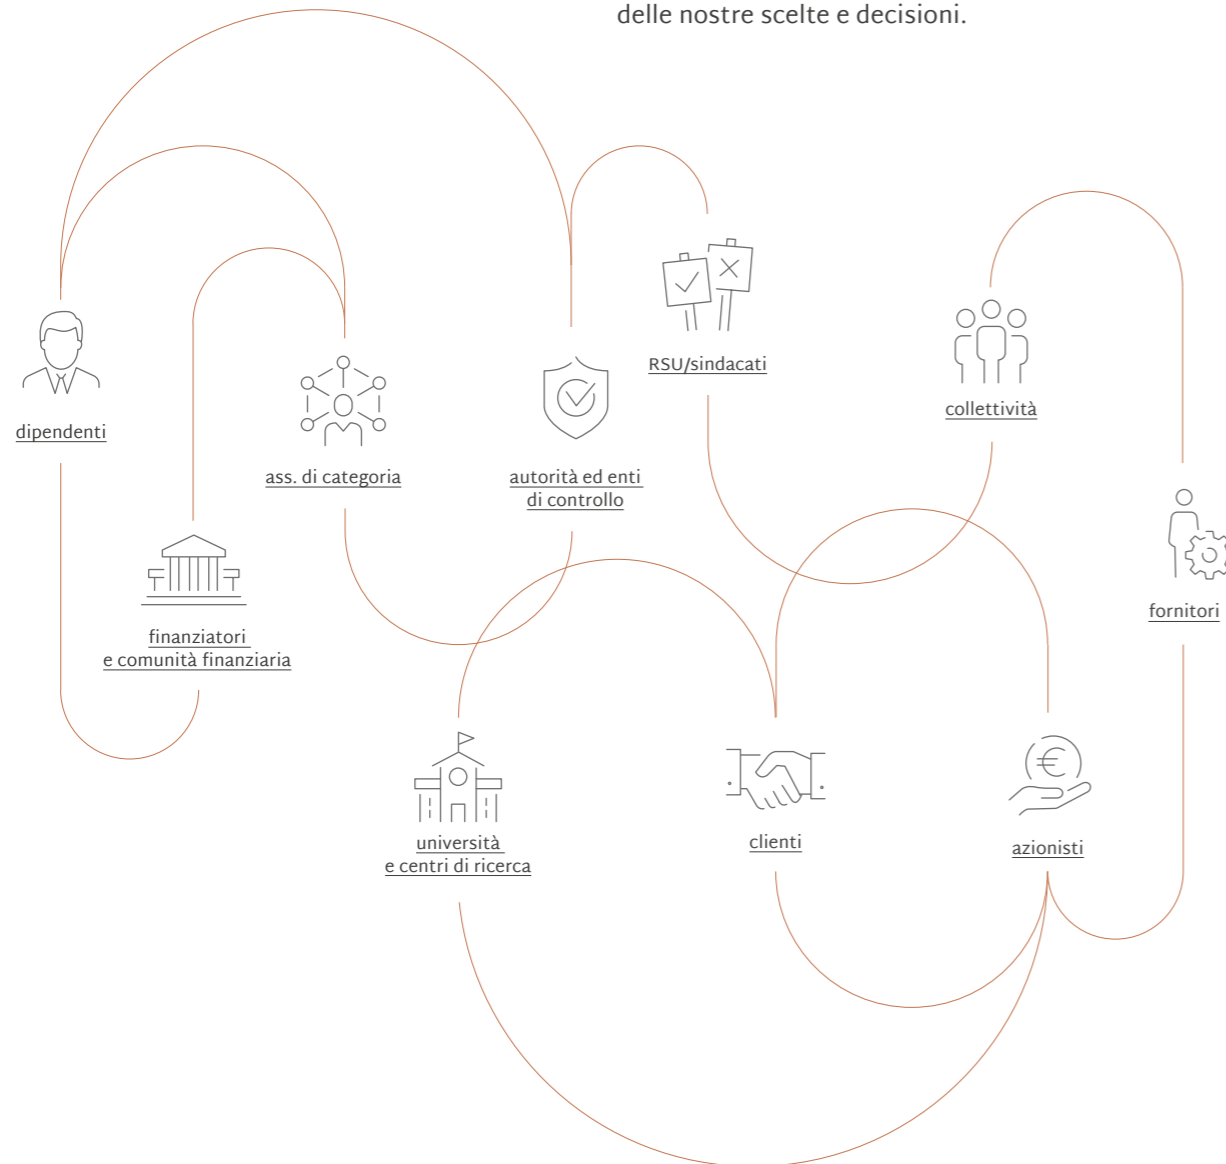 delle nostre scelte e decisioni.
RSU/sindacati
collettività
dipendenti
ass. di categoria
autorità ed enti
di controllo
fornitori
finanziatori
e comunità finanziaria
università
e centri di ricerca
clienti
azionisti